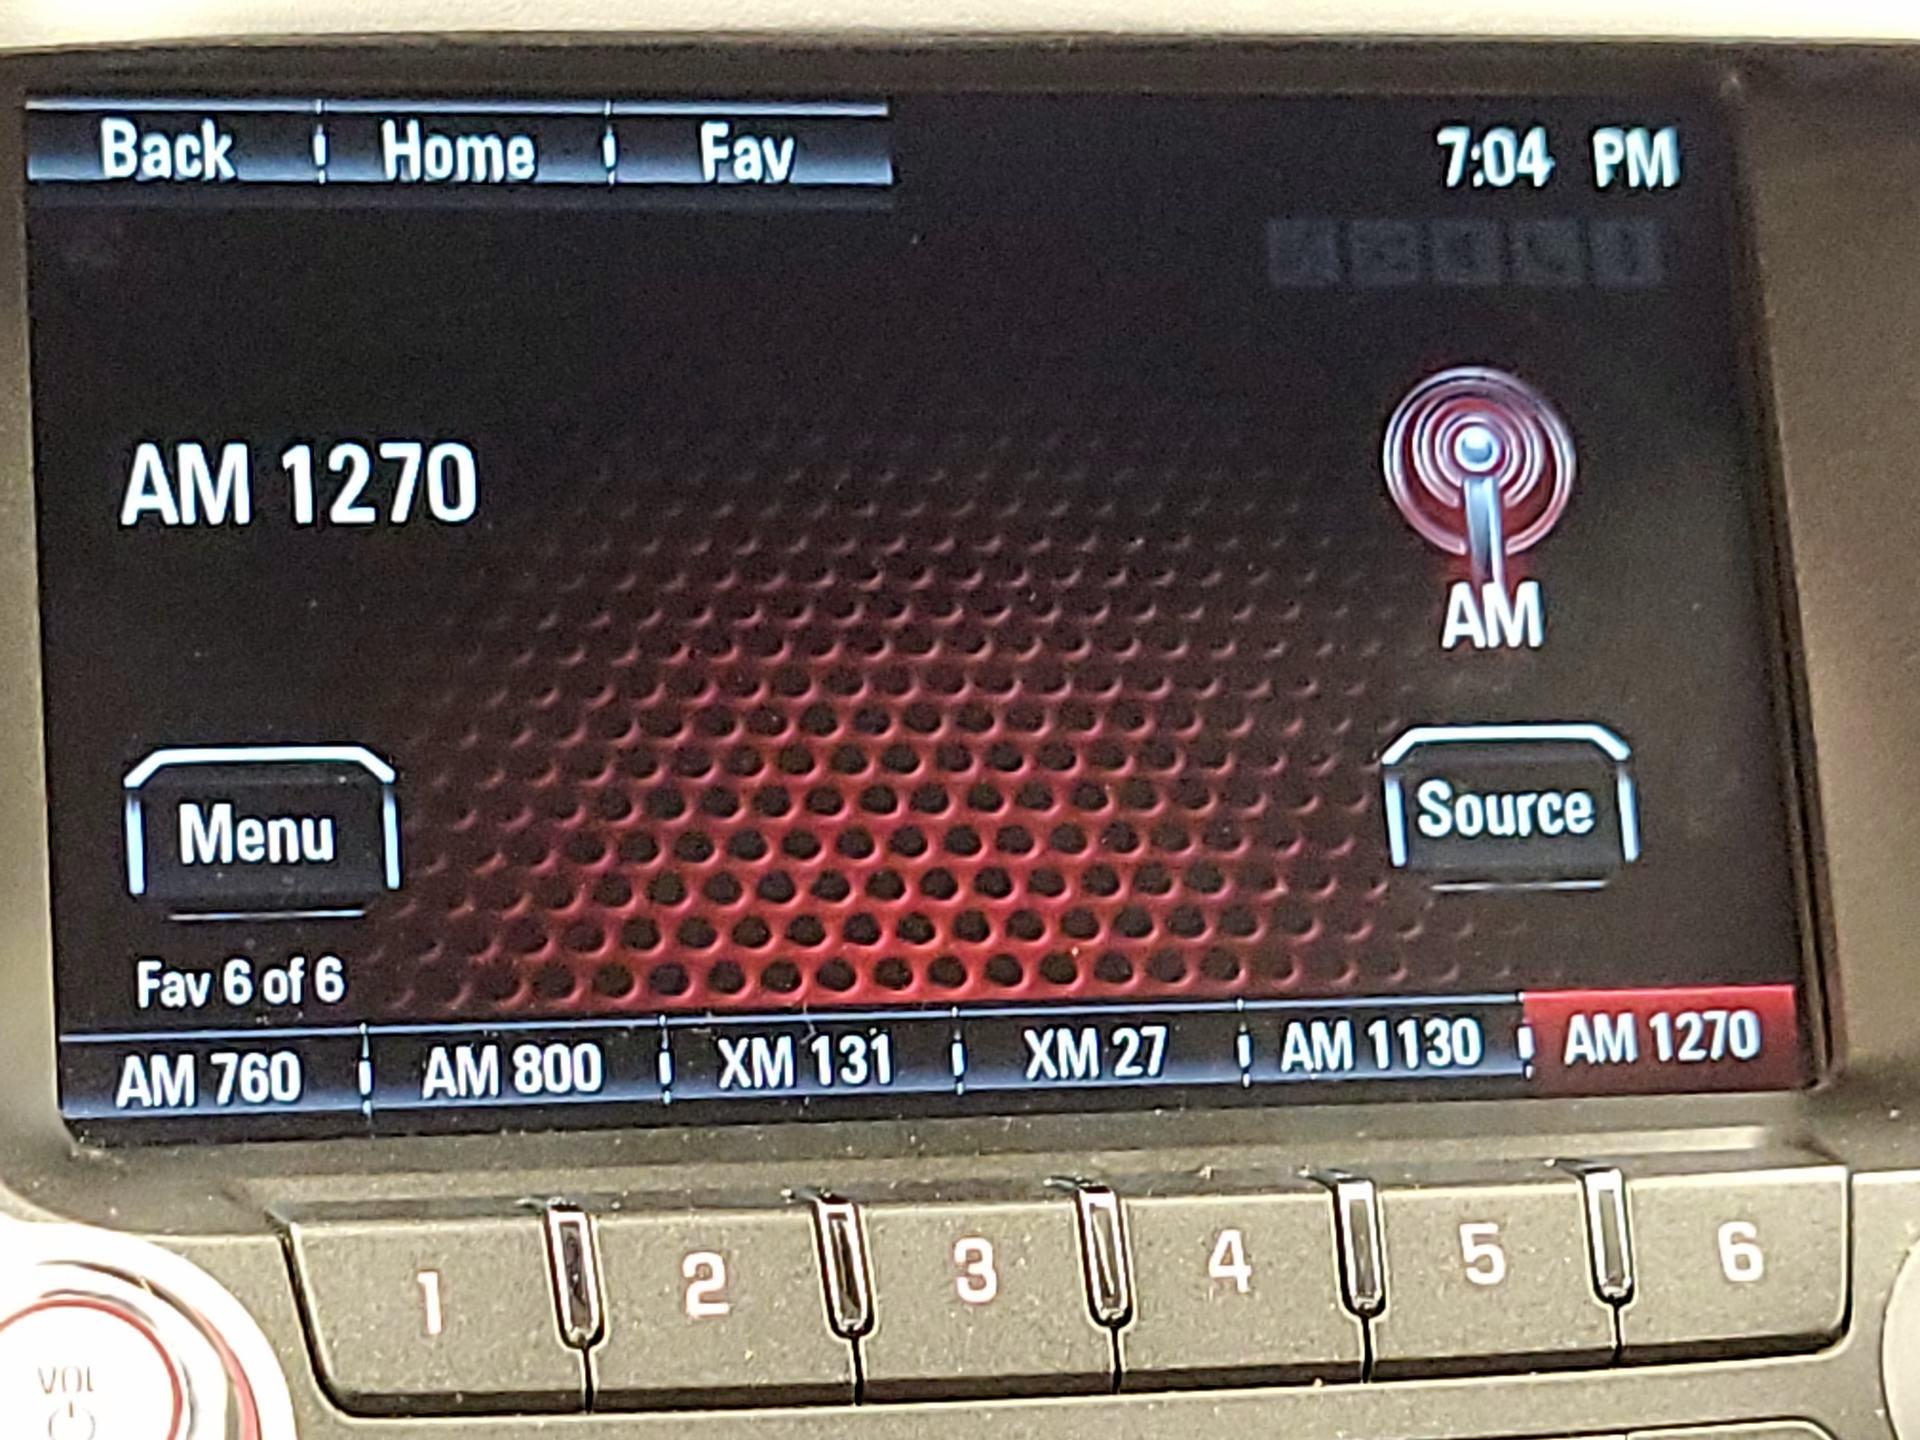 Back Home Fav 7:04 PM
AM 1270
AM
Menu Source
Fav 6 of 6
AM 760 AM 800 XM 131 XM 27 AM 1130 AM 1270
1 2 3 4 5 6
VOL